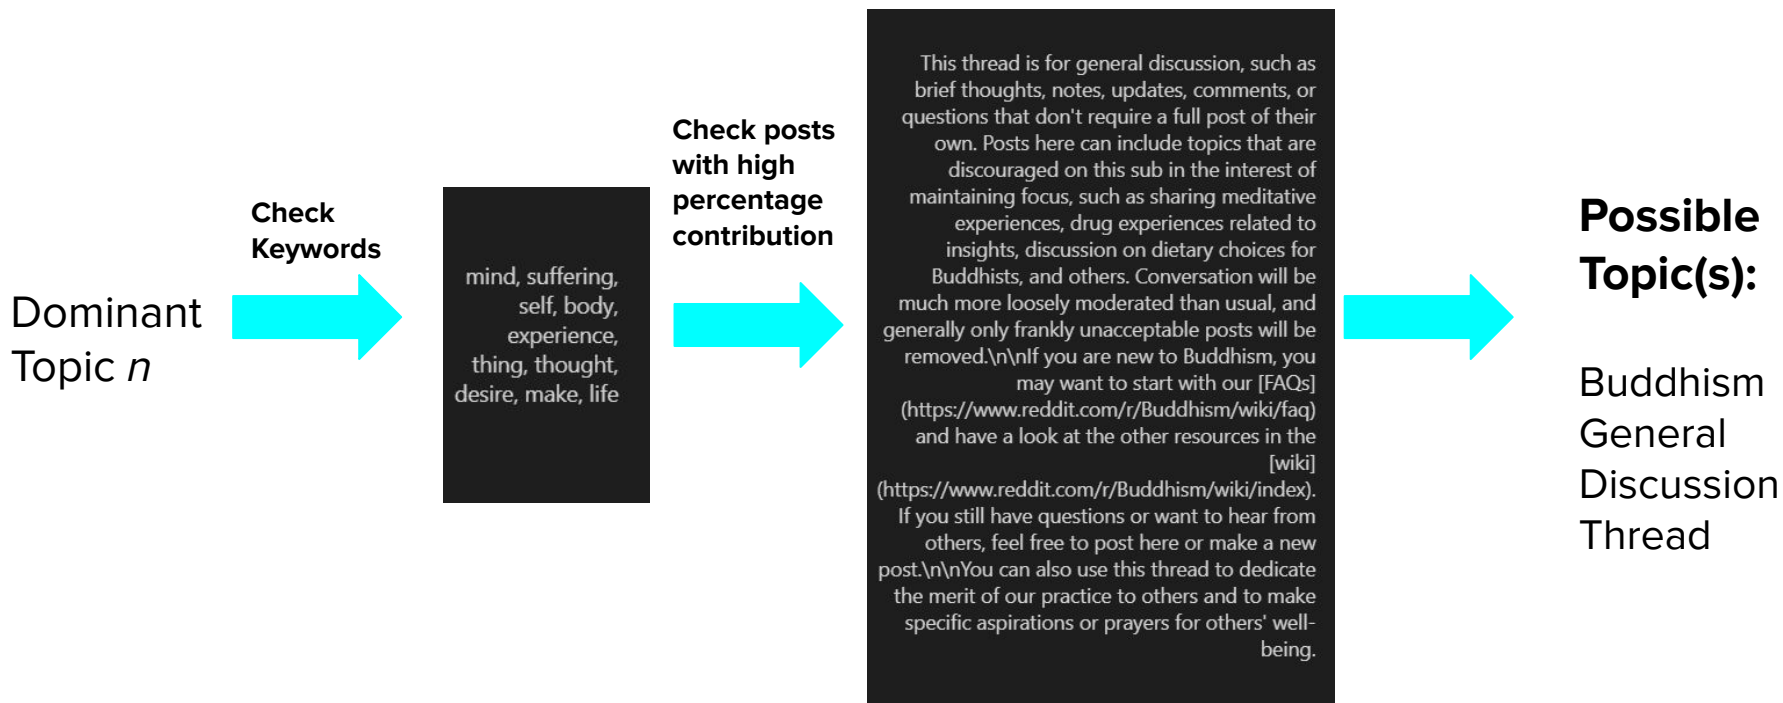 Dominant
Topic n
Check
Keywords
mind, suffering,
self, body,
experience,
thing, thought,
desire, make, life
Check posts
with high
percentage
contribution
This thread is for general discussion, such as
brief thoughts, notes, updates, comments, or
questions that don't require a full post of their
own. Posts here can include topics that are
discouraged on this sub in the interest of
maintaining focus, such as sharing meditative
experiences, drug experiences related to
insights, discussion on dietary choices for
Buddhists, and others. Conversation will be
much more loosely moderated than usual, and
generally only frankly unacceptable posts will be
removed.\n\nIf you are new to Buddhism, you
may want to start with our [FAQs]
(https://www.reddit.com/r/Buddhism/wiki/faq)
and have a look at the other resources in the
[wiki]
(https://www.reddit.com/r/Buddhism/wiki/index).
If you still have questions or want to hear from
others, feel free to post here or make a new
post.\n\nYou can also use this thread to dedicate
the merit of our practice to others and to make
specific aspirations or prayers for others' well-
being.
Possible
Topic(s):
Buddhism
General
Discussion
Thread